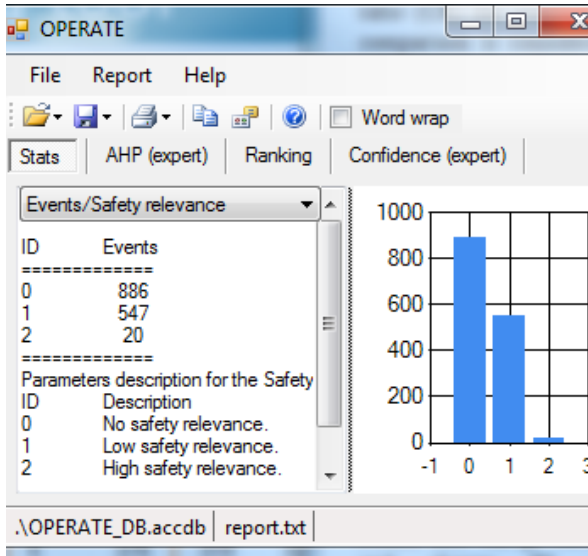 OPERATE
File Report Help
Word wrap
Stats AHP (expert) Ranking Confidence (expert)
Events/Safety relevance
ID Events
=============
0 886
1 547
2 20
=============
Parameters description for the Safety
ID Description
0 No safety relevance.
1 Low safety relevance.
2 High safety relevance.
1000
800
600
400
200
0
-1 0 1 2 3
.\OPERATE_DB.accdb report.txt